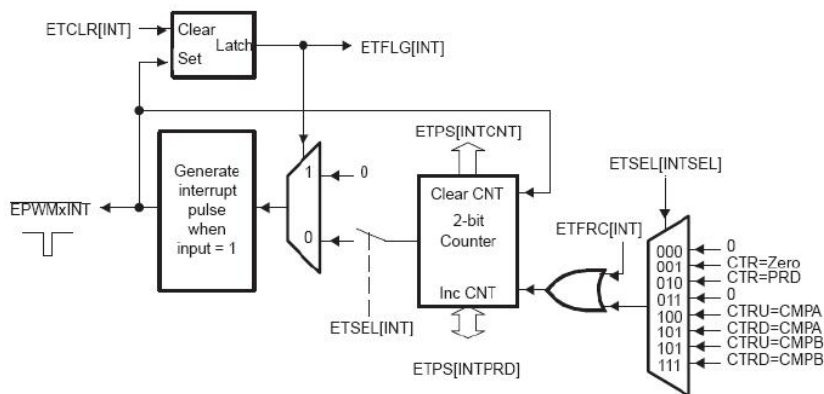 ETCLR[INT]
Clear
Latch
Set
ETFLG[INT]
ETPS[INTCNT]
ETSEL[INTSEL]
Generate
interrupt
pulse
when
input = 1
1
0
0
Clear CNT
2-bit
Counter
Inc CNT
ETFRC[INT]
EPWMxINT
ETSEL[INT]
ETPS[INTPRD]
000 0
001 CTR=Zero
010 CTR=PRD
011 0
100 CTRU=CMPA
101 CTRD=CMPA
101 CTRU=CMPB
111 CTRD=CMPB